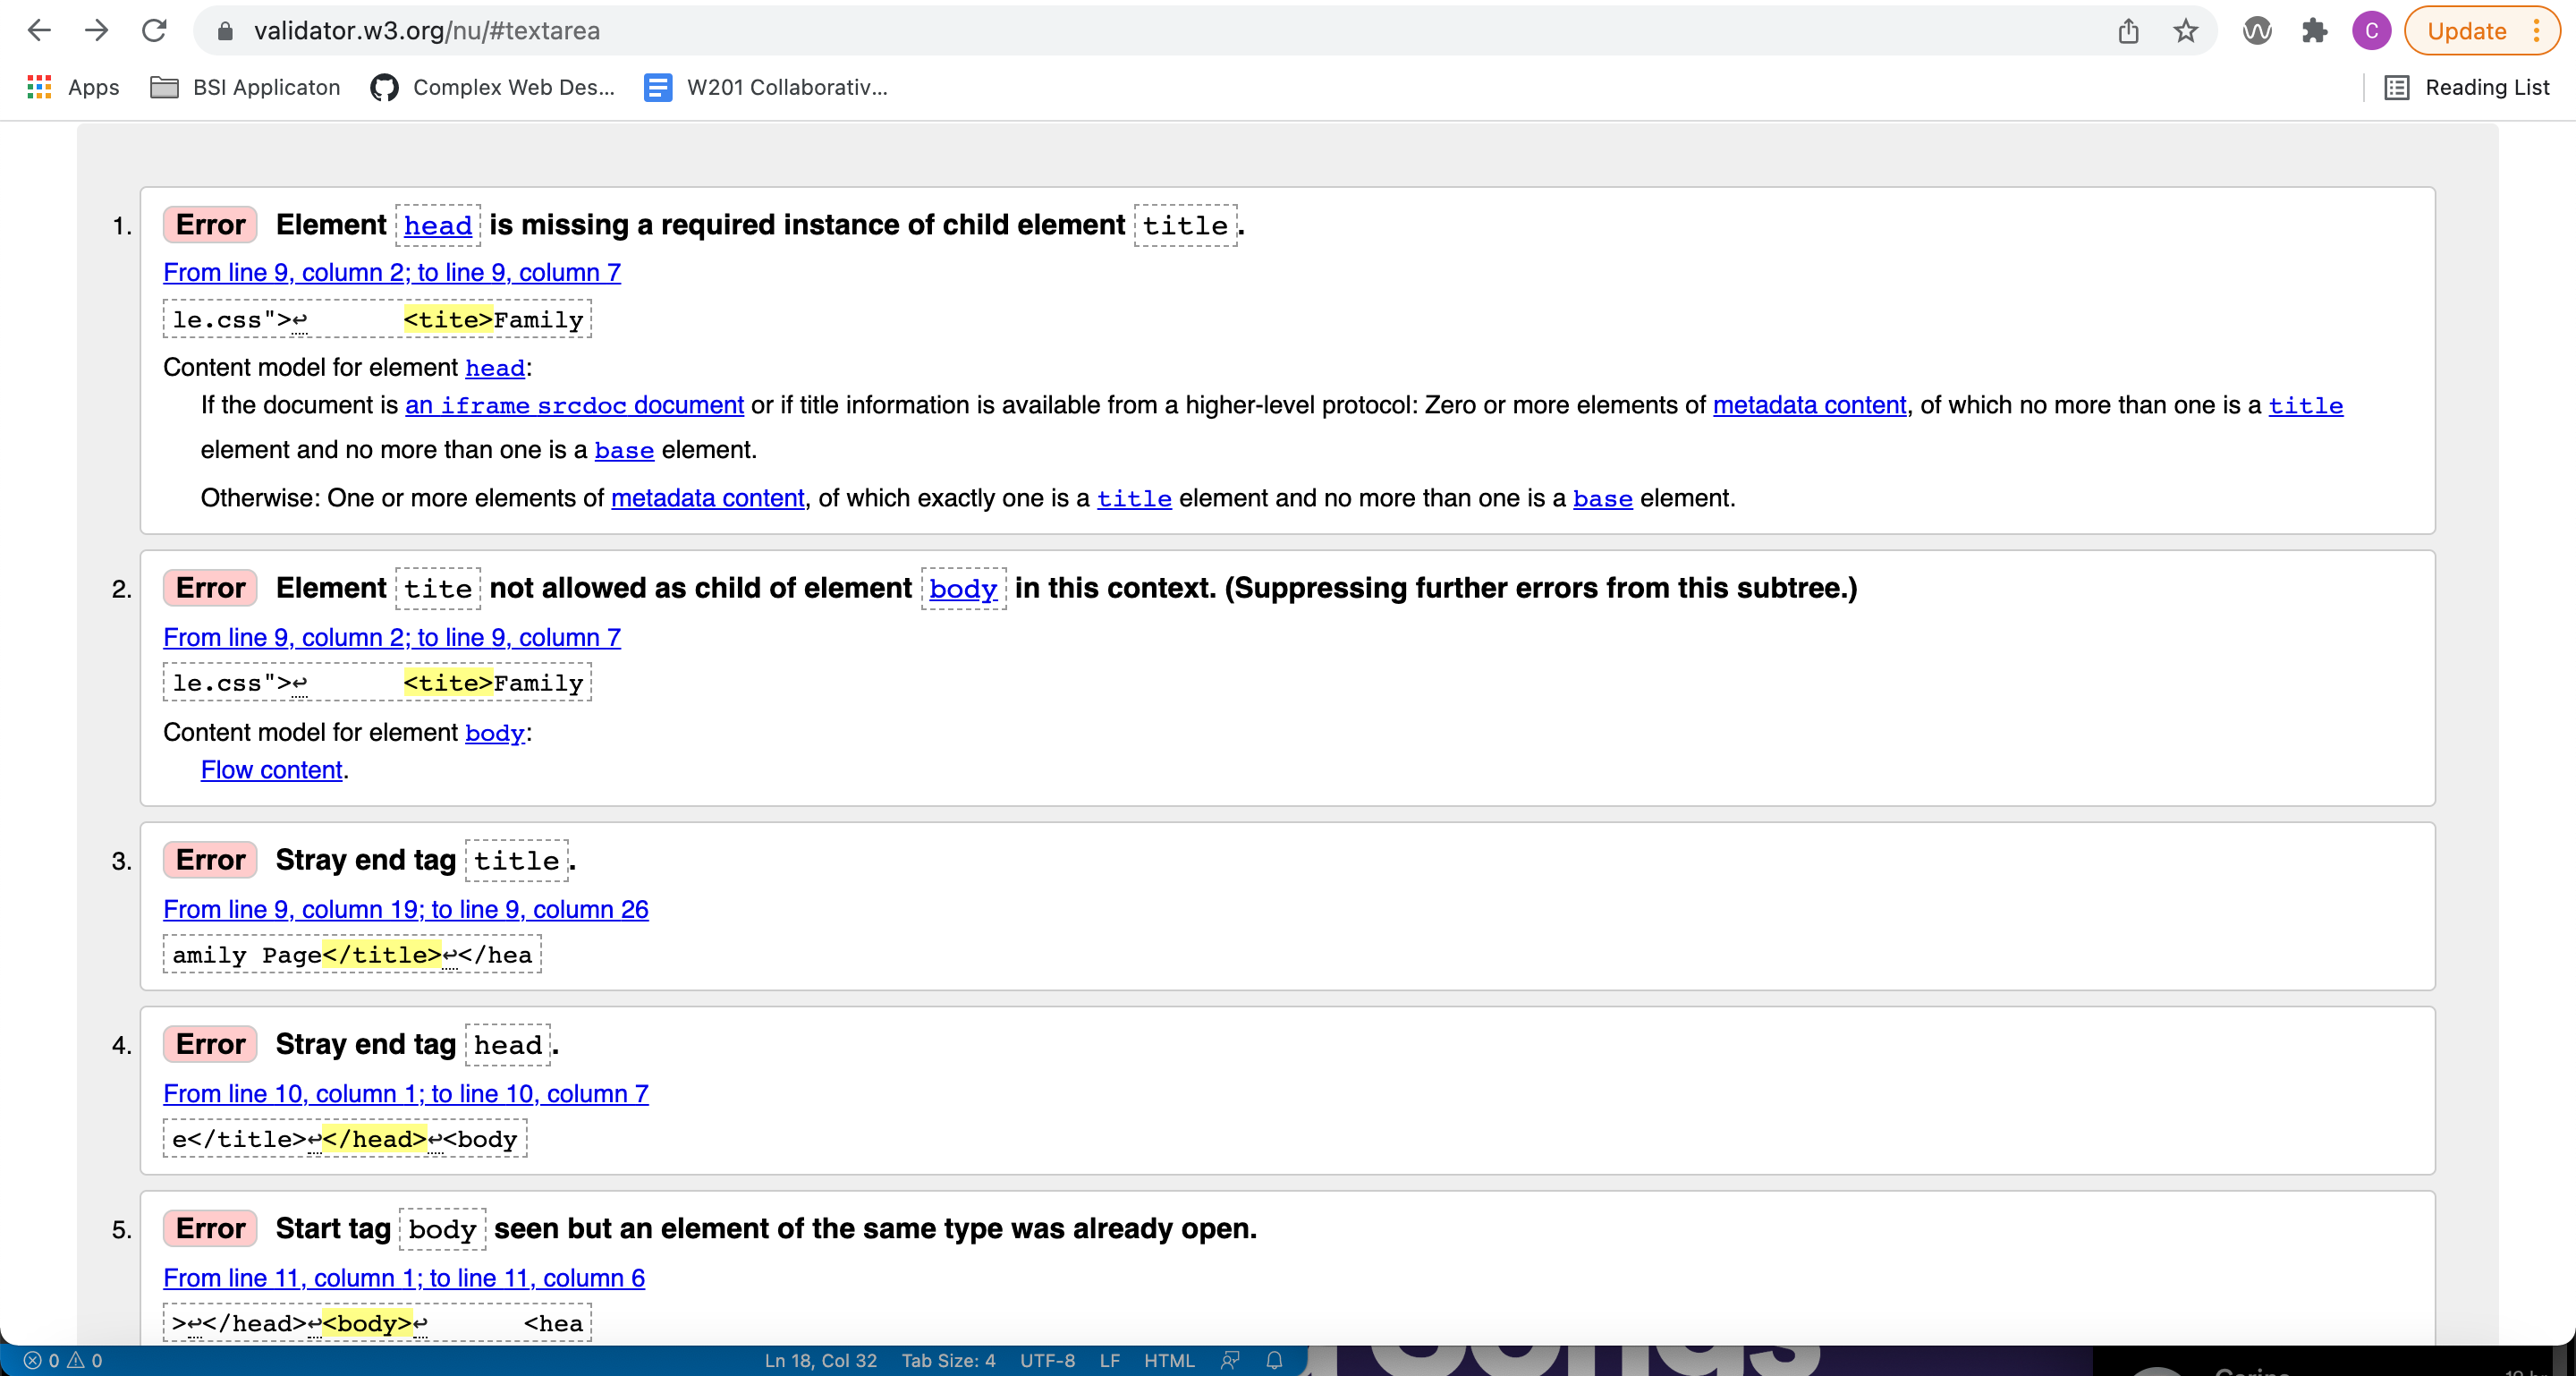 validator.w3.org/nu/#textarea
C
Update
Apps
BSI Applicaton
Complex Web Des...
W201 Collaborativ...
Reading List
1. Error Element head is missing a required instance of child element title.
From line 9, column 2; to line 9, column 7
le.css">↩ <tite>Family
Content model for element head:
If the document is an iframe srcdoc document or if title information is available from a higher-level protocol: Zero or more elements of metadata content, of which no more than one is a title
element and no more than one is a base element.
Otherwise: One or more elements of metadata content, of which exactly one is a title element and no more than one is a base element.
2. Error Element tite not allowed as child of element body in this context. (Suppressing further errors from this subtree.)
From line 9, column 2; to line 9, column 7
le.css">↩ <tite>Family
Content model for element body:
Flow content.
3. Error Stray end tag title.
From line 9, column 19; to line 9, column 26
amily Page</title>↩</hea
4. Error Stray end tag head.
From line 10, column 1; to line 10, column 7
e</title>↩</head>↩<body
5. Error Start tag body seen but an element of the same type was already open.
From line 11, column 1; to line 11, column 6
>↩</head>↩<body>↩ <hea
0 0 Ln 18, Col 32 Tab Size: 4 UTF-8 LF HTML